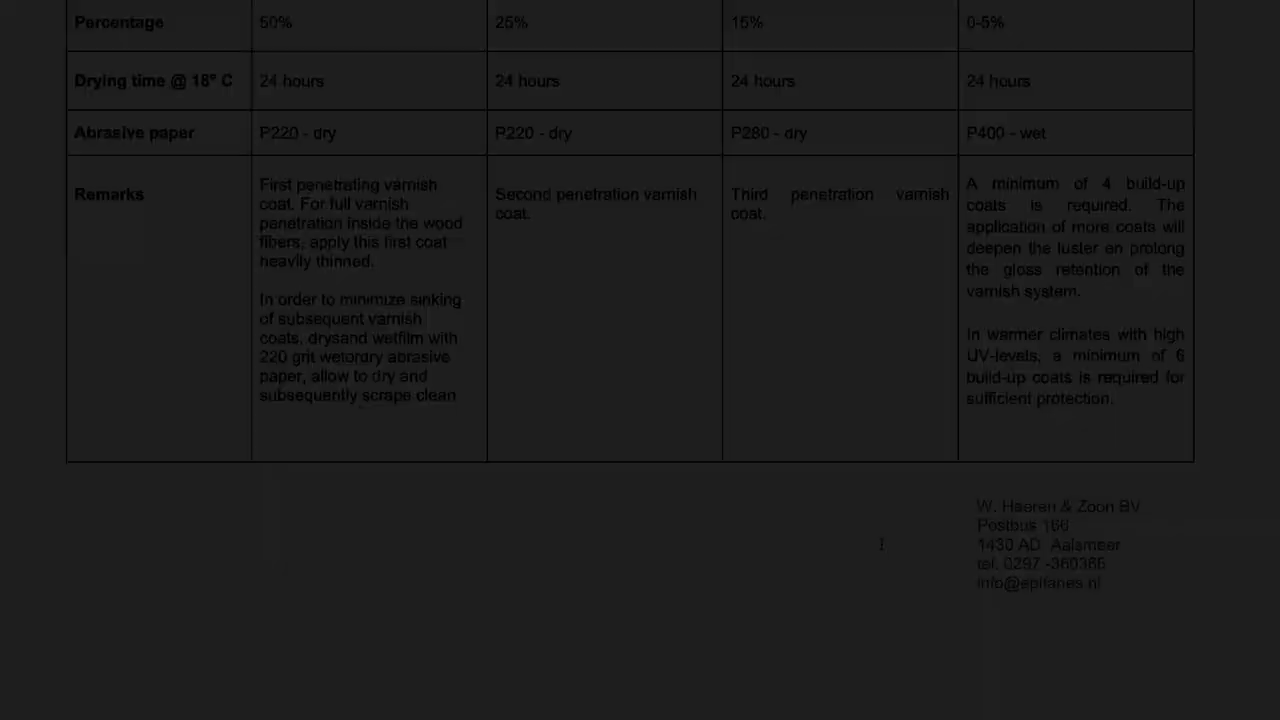 Percentage 50% 25% 15% 0-5%
Drying time @ 18° C 24 hours 24 hours 24 hours 24 hours
Abrasive paper P220 - dry P220 - dry P280 - dry P400 - wet
Remarks
First penetrating varnish
coat. For full varnish
penetration inside the wood
fibers, apply this first coat
heavily thinned.
In order to minimize sinking
of subsequent varnish
coats, drysand wetfilm with
220 grit wetordry abrasive
paper, allow to dry and
subsequently scrape clean
Second penetration varnish
coat.
Third penetration varnish
coat.
A minimum of 4 build-up
coats is required. The
application of more coats will
deepen the luster en prolong
the gloss retention of the
varnish system.
In warmer climates with high
UV-levels, a minimum of 6
build-up coats is required for
sufficient protection.
W. Heeren & Zoon BV
Postbus 166
1430 AD Aalsmeer
tel. 0297 -360366
info@epifanes.nl